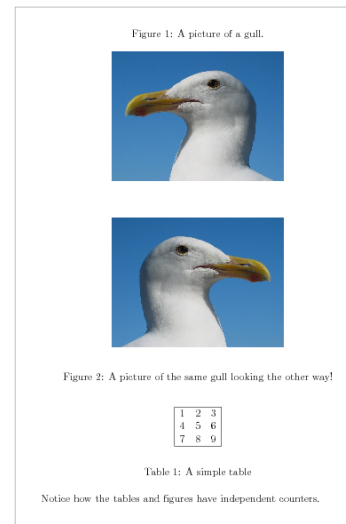 Figure 1: A picture of a gull.
Figure 2: A picture of the same gull looking the other way!
1 2 3
4 5 6
7 8 9
Table 1: A simple table
Notice how the tables and figures have independent counters.